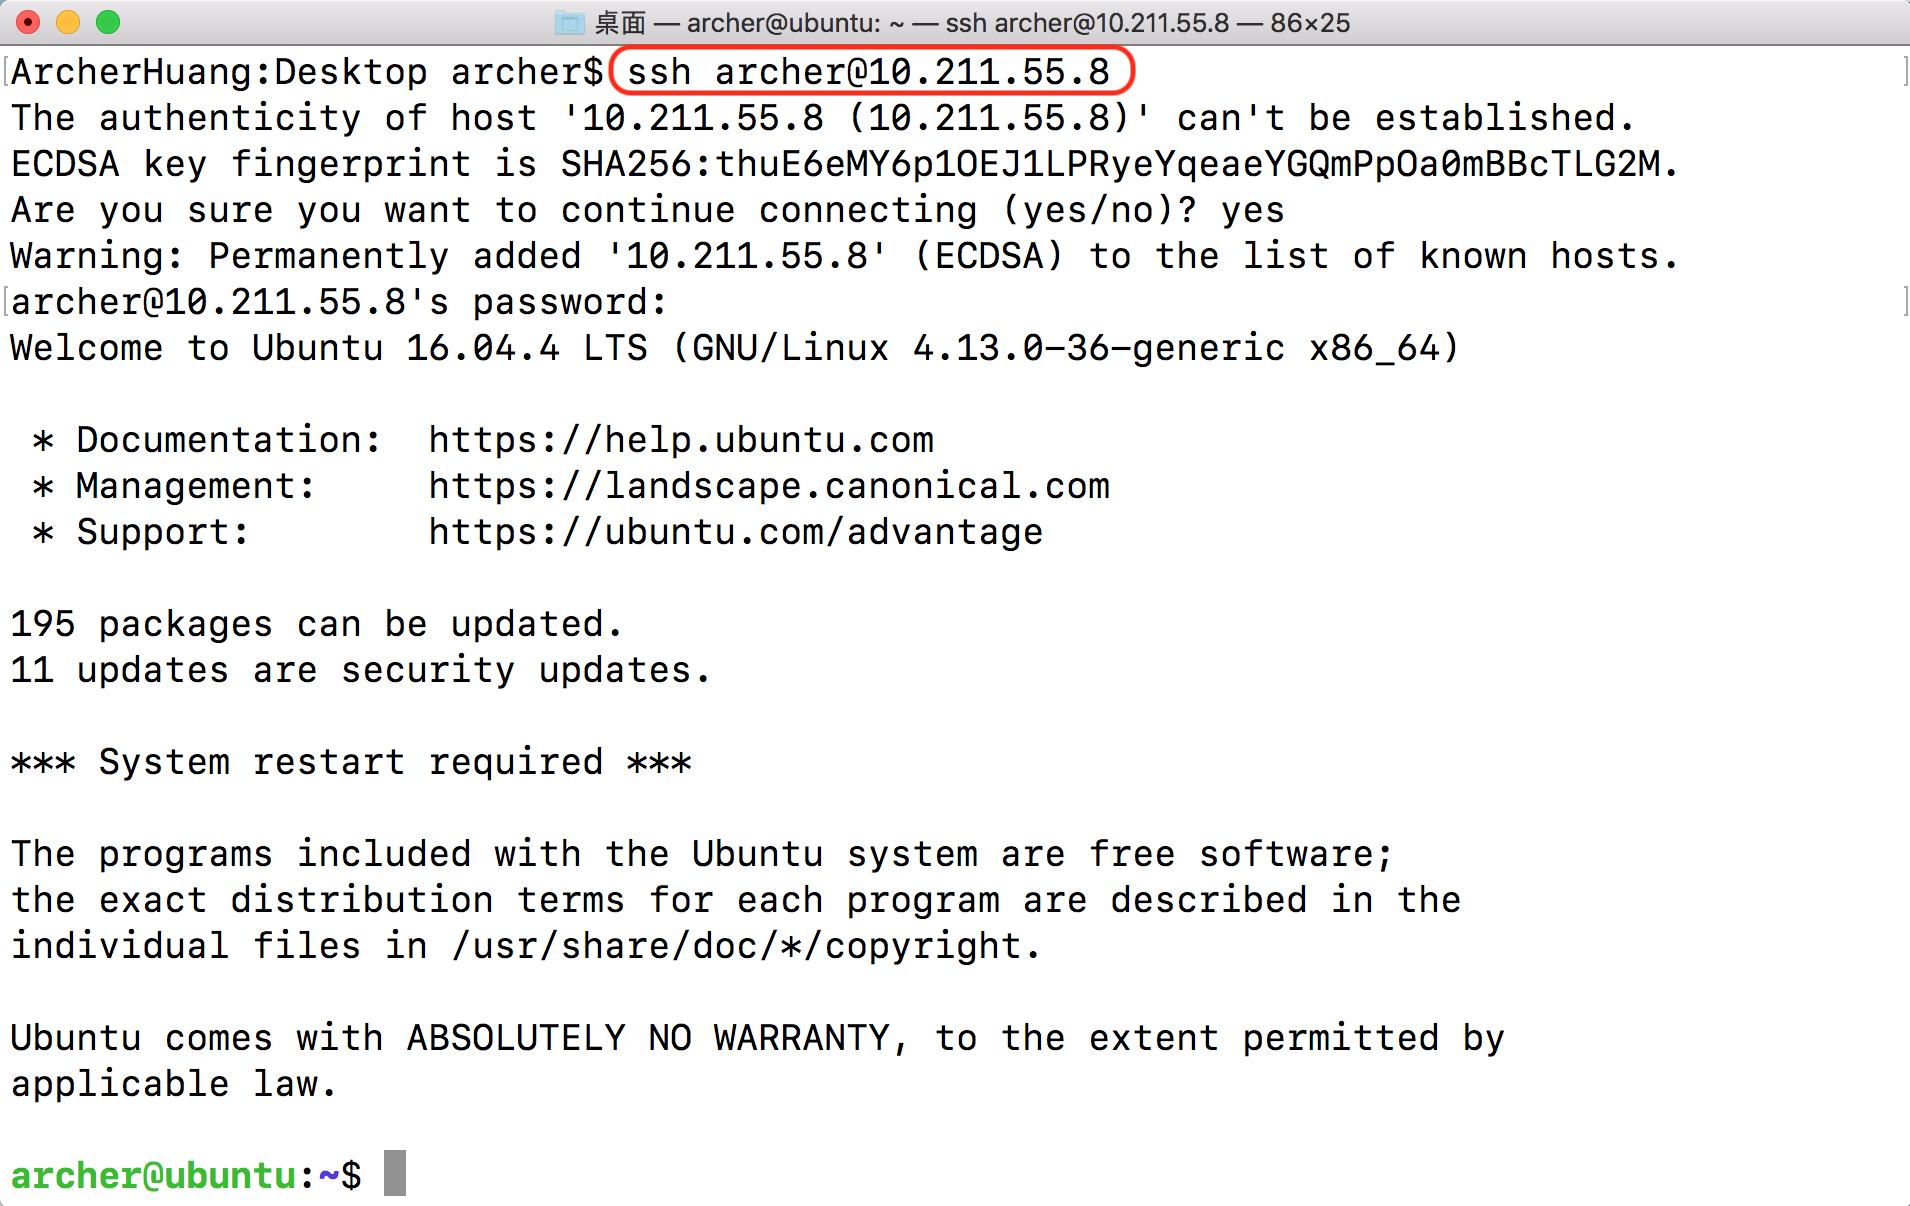 桌面 — archer@ubuntu: ~ — ssh archer@10.211.55.8 — 86×25
ArcherHuang:Desktop archer$ ssh archer@10.211.55.8
The authenticity of host '10.211.55.8 (10.211.55.8)' can't be established.
ECDSA key fingerprint is SHA256:thuE6eMY6p1OEJ1LPRyeYqeaeYGQmPpOa0mBBcTLG2M.
Are you sure you want to continue connecting (yes/no)? yes
Warning: Permanently added '10.211.55.8' (ECDSA) to the list of known hosts.
archer@10.211.55.8's password:
Welcome to Ubuntu 16.04.4 LTS (GNU/Linux 4.13.0-36-generic x86_64)
* Documentation:  https://help.ubuntu.com
* Management:     https://landscape.canonical.com
* Support:        https://ubuntu.com/advantage
195 packages can be updated.
11 updates are security updates.
*** System restart required ***
The programs included with the Ubuntu system are free software;
the exact distribution terms for each program are described in the
individual files in /usr/share/doc/*/copyright.
Ubuntu comes with ABSOLUTELY NO WARRANTY, to the extent permitted by
applicable law.
archer@ubuntu:~$